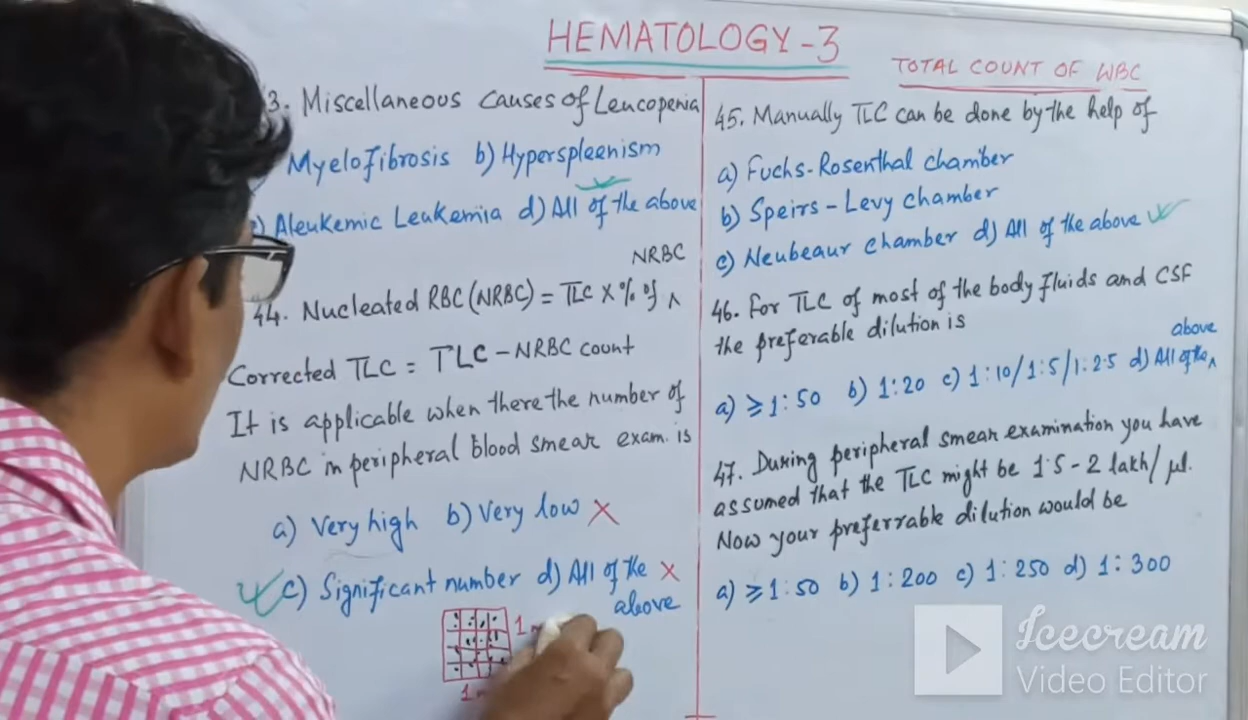 HEMATOLOGY-3
TOTAL COUNT OF WBC
3. Miscellaneous Causes of Leucopenia
Myelofibrosis b) Hyperspleenism
Aleukemic Leukemia d) All of the above
NRBC
44. Nucleated RBC (NRBC) = TLC X % of ^
Corrected TLC = TLC - NRBC count
It is applicable when there the number of
NRBC in peripheral blood smear exam. is
a) Very high b) Very low X
c) Significant number d) All of the X
above
1
1
45. Manually TLC can be done by the help of
a) Fuchs-Rosenthal chamber
b) Speirs-Levy chamber
c) Neubeaur chamber d) All of the above
46. For TLC of most of the body fluids and CSF
the preferable dilution is
above
a) ≥1:50 b) 1:20 c) 1:10/1:5/1:2.5 d) All of the ^
47. During peripheral smear examination you have
assumed that the TLC might be 1.5-2 lakh/µl.
Now your preferrable dilution would be
a) ≥1:50 b) 1:200 c) 1:250 d) 1:300
Icecream
Video Editor